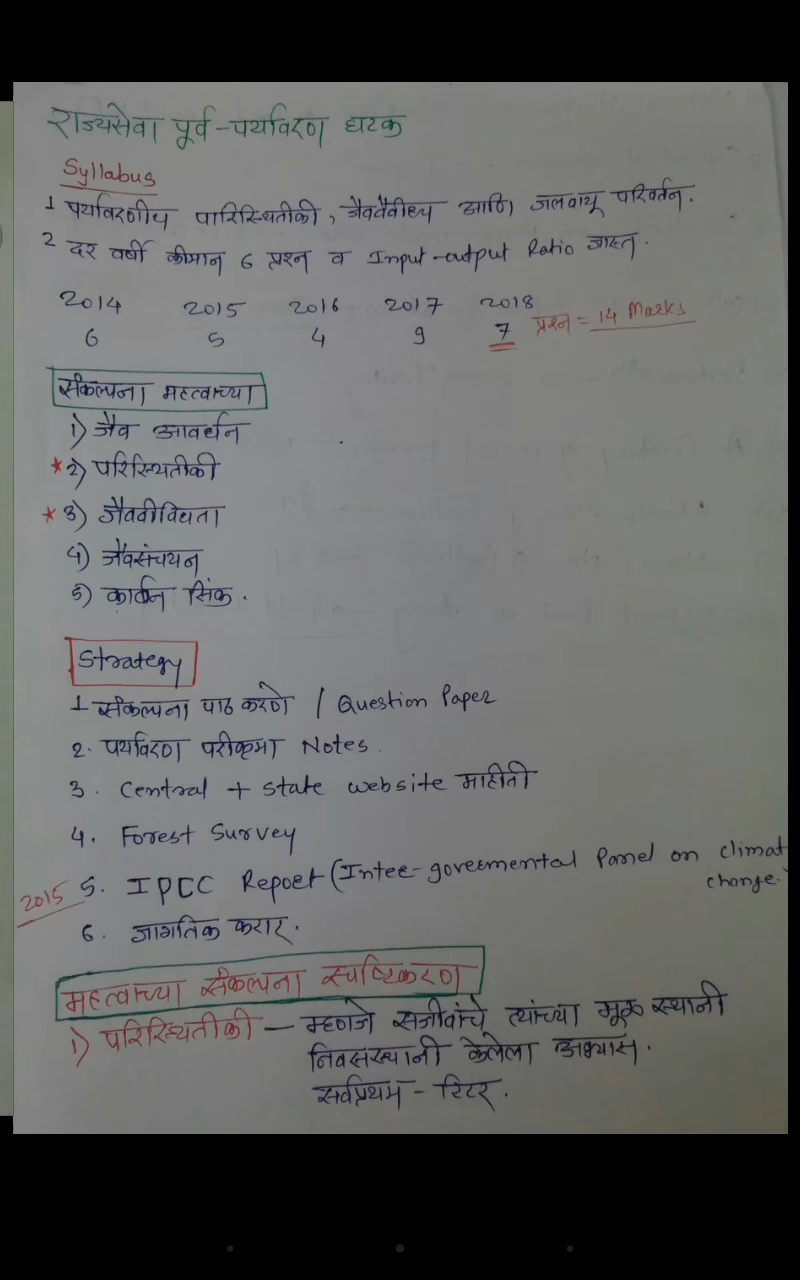 राज्यसेवा पूर्व-पर्यावरण घटक
Syllabus
1 पर्यावरणीय पारिस्थितीकी, जैववैवीध्य आणि जलवायू परिवर्तन.
2 दर वर्षी कीमान 6 प्रश्न व Input-output Ratio जास्त.
2014 2015 2016 2017 2018
6 5 4 9 7 प्रश्न = 14 Marks
संकल्पना महत्वाच्या
1) जैव आवर्धन
* 2) परिस्थितीकी
* 3) जैववीविधता
4) जैवसंचयन
5) कार्बन सिंक.
Strategy
1 संकल्पना पाठ करणे / Question Paper
2. पर्यावरण परीक्रमा Notes.
3. Central + State website माहीती
4. Forest Survey
2015 5. IPCC Report (Inter-governmental Panel on climat
change.)
6. जागतिक करार.
महत्वाच्या संकल्पना स्पष्टिकरण
1) परिस्थितीकी – म्हणजे सजीवांचे त्यांच्या मूळ स्थानी
निवसस्थानी केलेला अभ्यास.
सर्वप्रथम - रिटर.